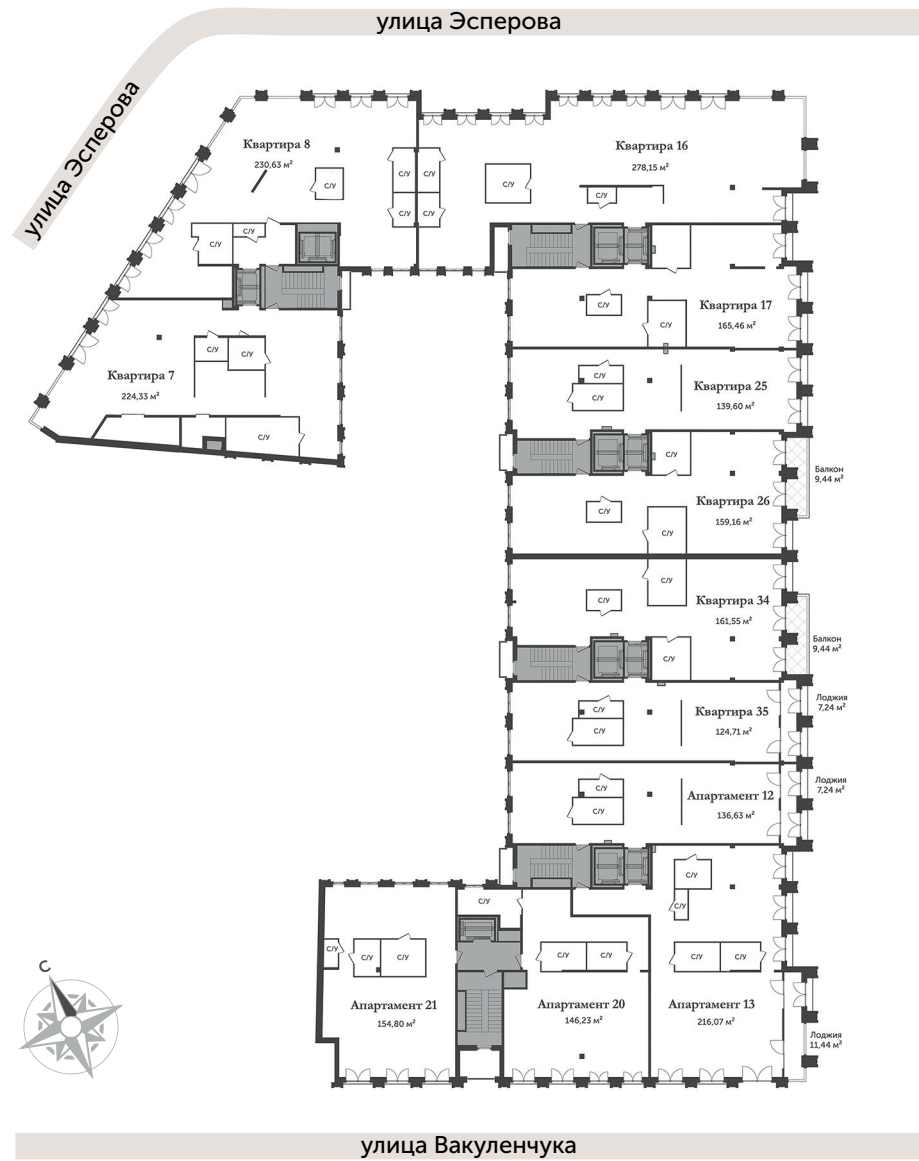 улица Эсперова
улица Эсперова
Квартира 8
230,63 м²
С/У
С/У
С/У
С/У
С/У
С/У
С/У
Квартира 16
278,15 м²
С/У
С/У
С/У
Квартира 17
165,46 м²
С/У
С/У
Квартира 7
224,33 м²
С/У
С/У
С/У
Квартира 25
139,60 м²
С/У
С/У
С/У
Квартира 26
159,16 м²
С/У
С/У
Балкон
9,44 м²
С/У
С/У
Квартира 34
161,55 м²
С/У
Балкон
9,44 м²
Квартира 35
124,71 м²
С/У
С/У
Лоджия
7,24 м²
Апартамент 12
136,63 м²
С/У
С/У
Лоджия
7,24 м²
С/У
С/У
С/У
С/У
С/У
С/У
С/У
С/У
С/У
С/У
Апартамент 21
154,80 м²
Апартамент 20
146,23 м²
Апартамент 13
216,07 м²
Лоджия
11,44 м²
С
улица Вакуленчука